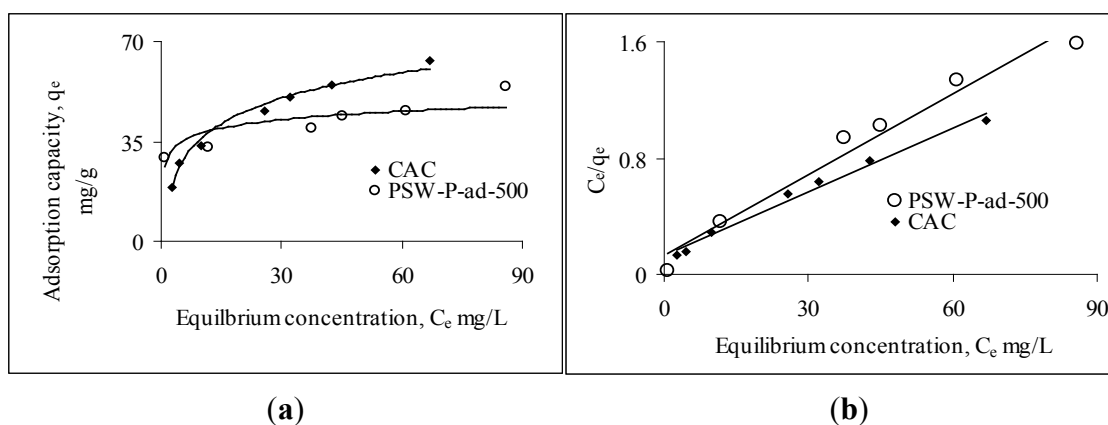 70
35
0
0
30
60
90
Adsorption capacity, qe
mg/g
CAC
PSW-P-ad-500
Equilbrium concentration, Ce mg/L
(a)
1.6
0.8
0
0
30
60
90
Ce/qe
PSW-P-ad-500
CAC
Equilibrium concentration, Ce mg/L
(b)